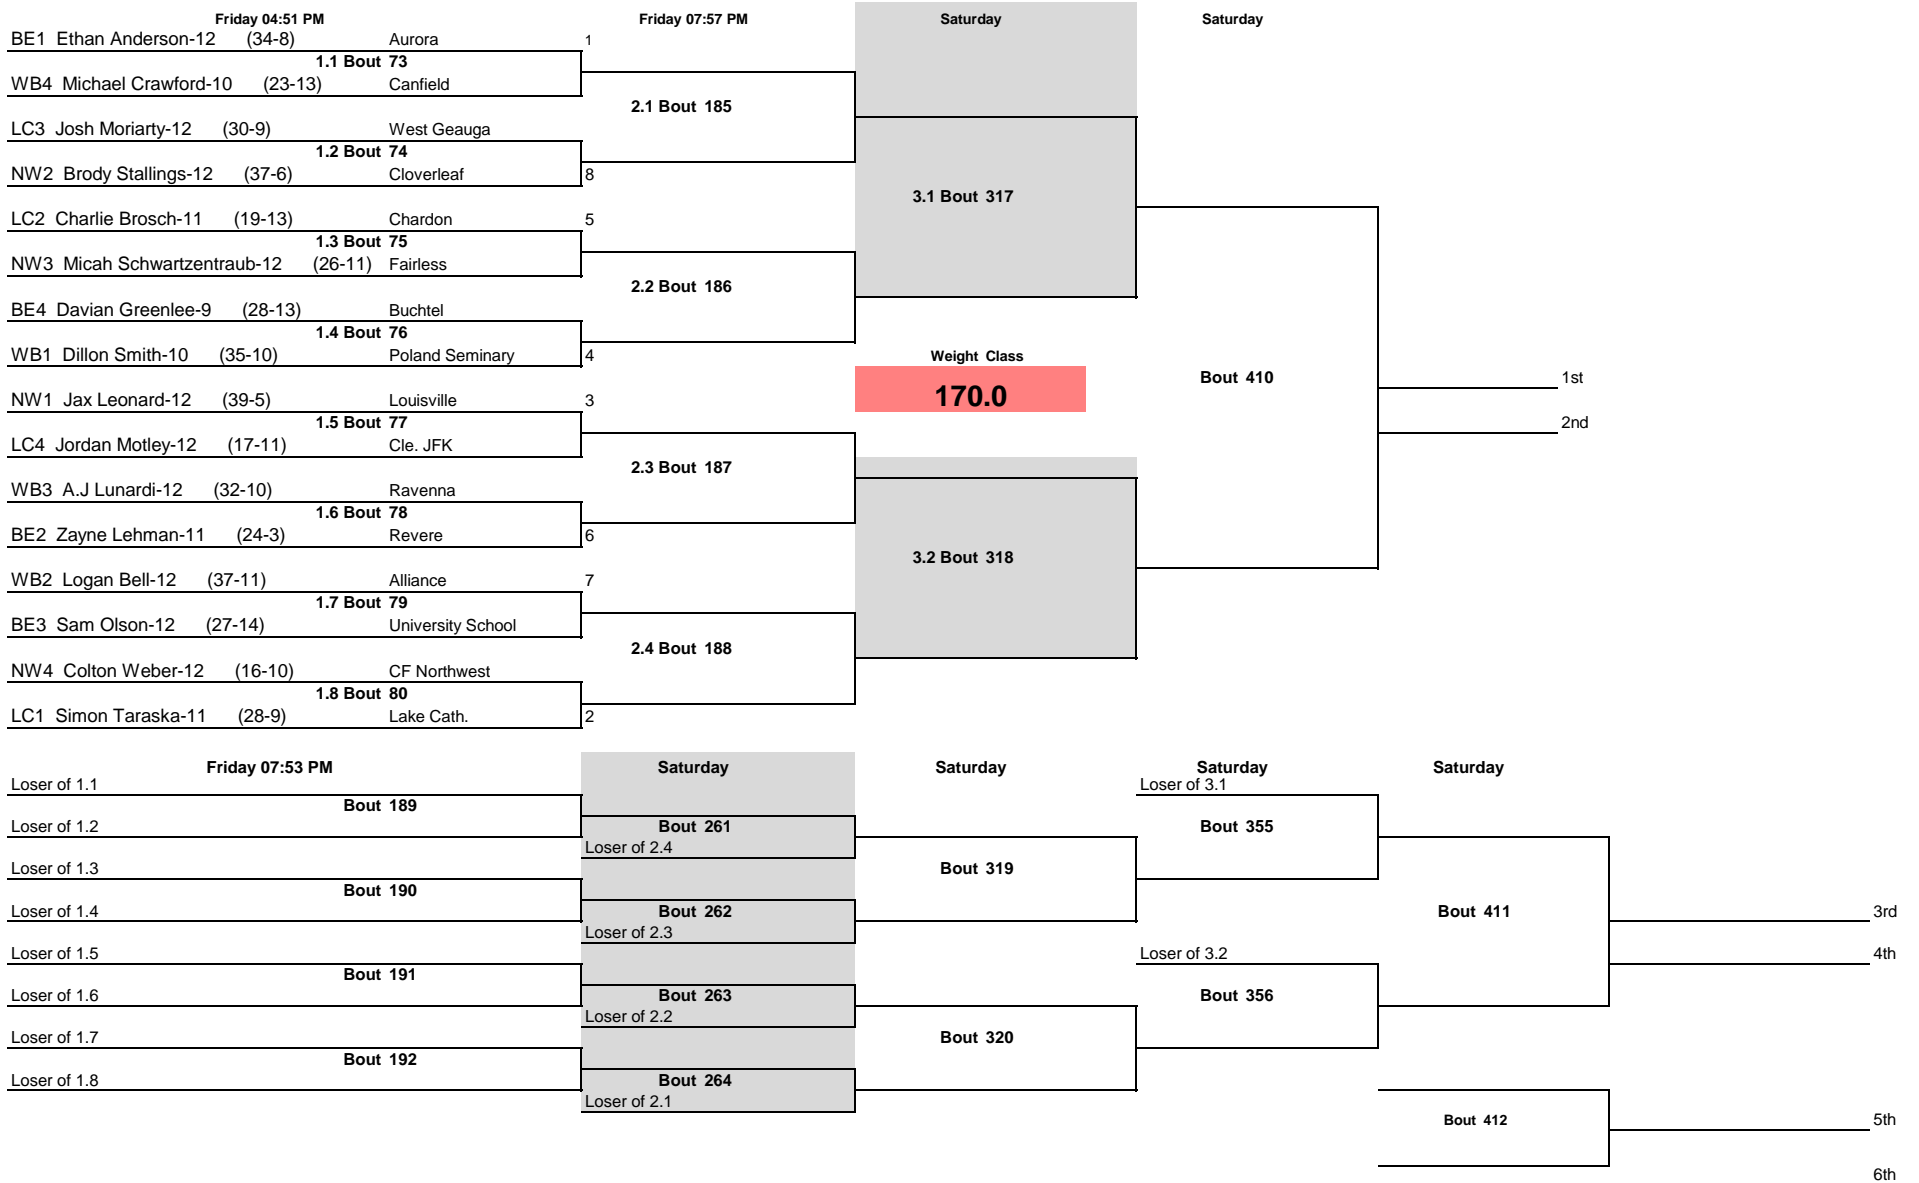 Friday 04:51 PM Friday 07:57 PM Saturday Saturday
BE1 Ethan Anderson-12 (34-8) Aurora 1
1.1 Bout 73
WB4 Michael Crawford-10 (23-13) Canfield
2.1 Bout 185
LC3 Josh Moriarty-12 (30-9) West Geauga
1.2 Bout 74
NW2 Brody Stallings-12 (37-6) Cloverleaf 8
3.1 Bout 317
LC2 Charlie Brosch-11 (19-13) Chardon 5
1.3 Bout 75
NW3 Micah Schwartzentraub-12 (26-11) Fairless
2.2 Bout 186
BE4 Davian Greenlee-9 (28-13) Buchtel
1.4 Bout 76
WB1 Dillon Smith-10 (35-10) Poland Seminary 4
Weight Class
Bout 410
1st
170.0
NW1 Jax Leonard-12 (39-5) Louisville 3
1.5 Bout 77
2nd
LC4 Jordan Motley-12 (17-11) Cle. JFK
2.3 Bout 187
WB3 A.J Lunardi-12 (32-10) Ravenna
1.6 Bout 78
BE2 Zayne Lehman-11 (24-3) Revere 6
3.2 Bout 318
WB2 Logan Bell-12 (37-11) Alliance 7
1.7 Bout 79
BE3 Sam Olson-12 (27-14) University School
2.4 Bout 188
NW4 Colton Weber-12 (16-10) CF Northwest
1.8 Bout 80
LC1 Simon Taraska-11 (28-9) Lake Cath. 2
Friday 07:53 PM Saturday Saturday Saturday Saturday
Loser of 1.1 Loser of 3.1
Bout 189
Loser of 1.2 Bout 261 Bout 355
Loser of 2.4
Loser of 1.3 Bout 319
Bout 190
Loser of 1.4 Bout 262 Bout 411 3rd
Loser of 2.3
Loser of 1.5 Loser of 3.2 4th
Bout 191
Loser of 1.6 Bout 263 Bout 356
Loser of 2.2
Loser of 1.7 Bout 320
Bout 192
Loser of 1.8 Bout 264
Loser of 2.1
Bout 412 5th
6th